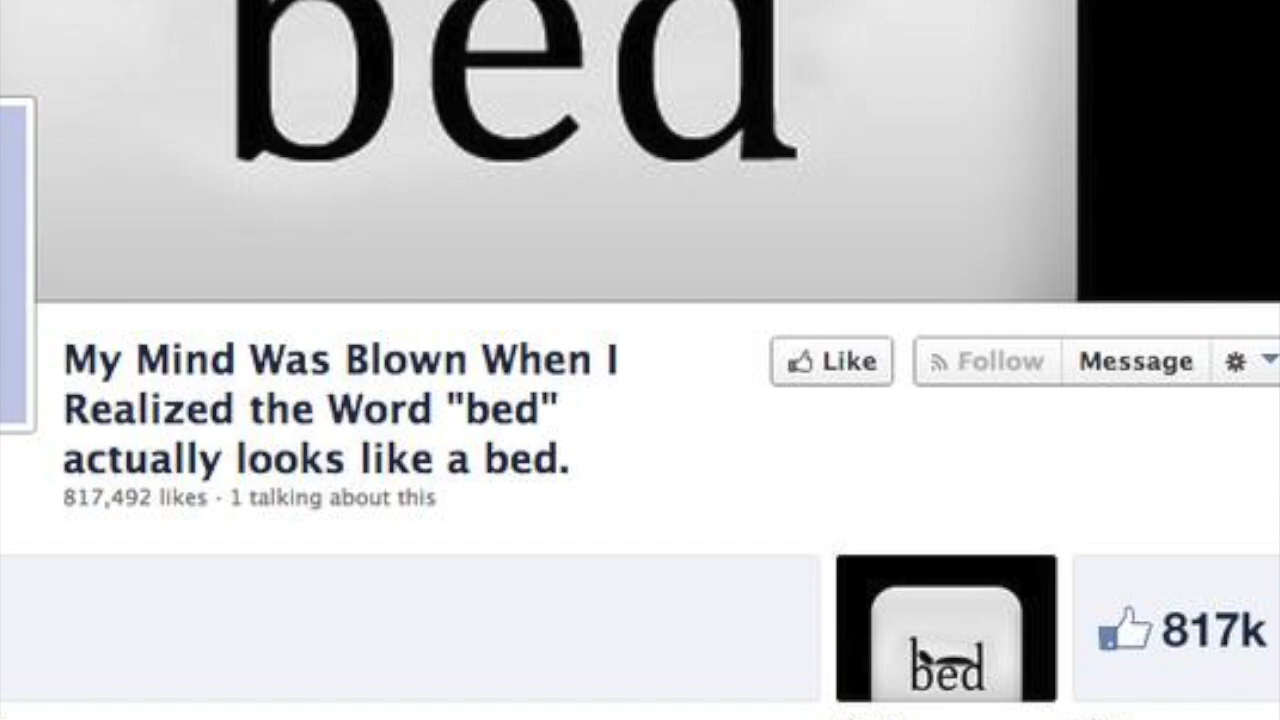 bed
My Mind Was Blown When I
Realized the Word "bed"
actually looks like a bed.
817,492 likes · 1 talking about this
Like
Follow
Message
bed
817k